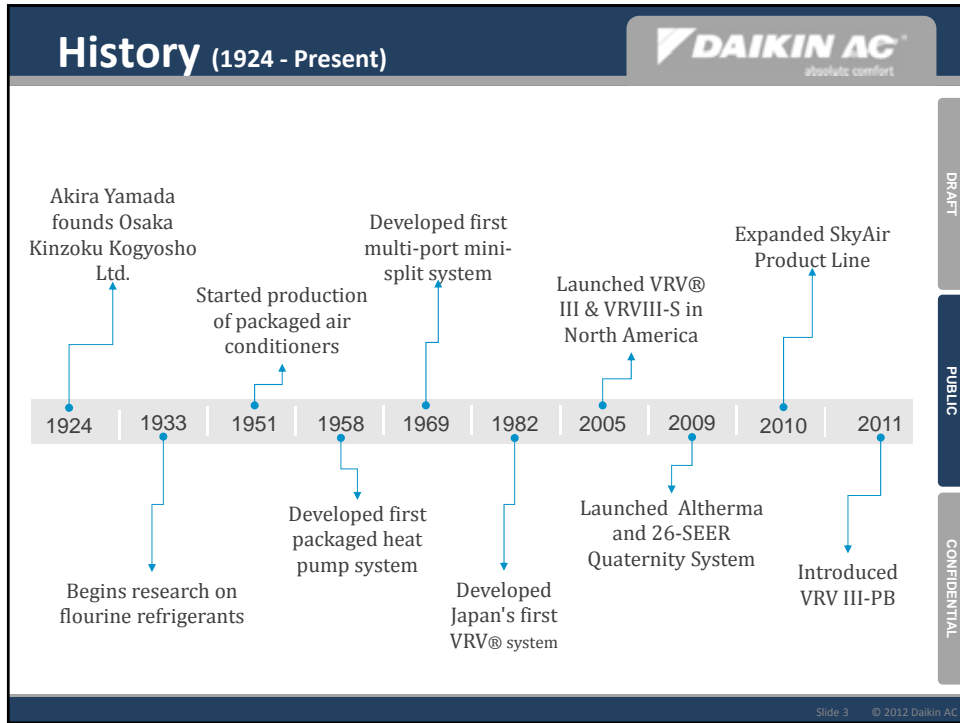 History (1924 - Present)
DAIKIN AC
absolute comfort
Akira Yamada
founds Osaka
Kinzoku Kogyosho
Ltd.
Started production
of packaged air
conditioners
Developed first
multi-port mini-
split system
Launched VRV®
III & VRVIII-S in
North America
Expanded SkyAir
Product Line
1924 1933 1951 1958 1969 1982 2005 2009 2010 2011
Begins research on
flourine refrigerants
Developed first
packaged heat
pump system
Developed
Japan's first
VRV® system
Launched Altherma
and 26-SEER
Quaternity System
Introduced
VRV III-PB
DRAFT
PUBLIC
CONFIDENTIAL
Slide 3 © 2012 Daikin AC